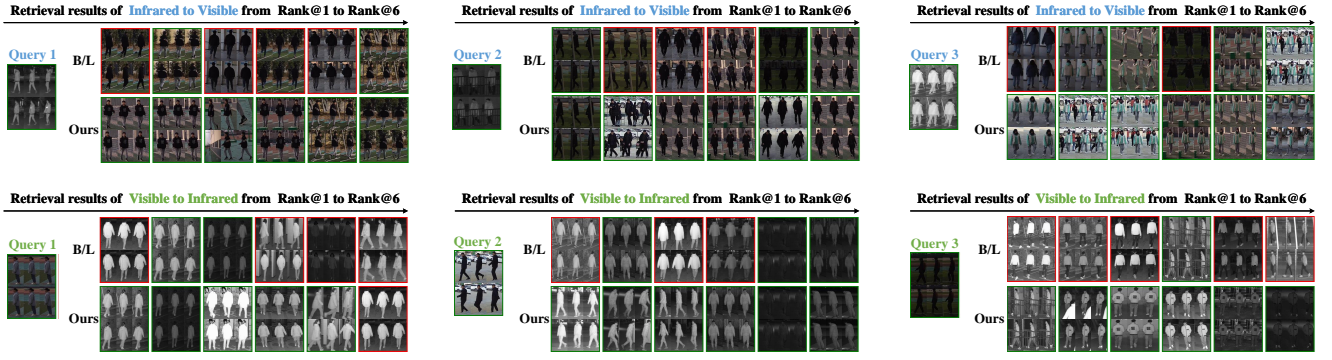 Retrieval results of Infrared to Visible from Rank@1 to Rank@6
Query 1
B/L
Ours
Retrieval results of Infrared to Visible from Rank@1 to Rank@6
Query 2
B/L
Ours
Retrieval results of Infrared to Visible from Rank@1 to Rank@6
Query 3
B/L
Ours
Retrieval results of Visible to Infrared from Rank@1 to Rank@6
Query 1
B/L
Ours
Retrieval results of Visible to Infrared from Rank@1 to Rank@6
Query 2
B/L
Ours
Retrieval results of Visible to Infrared from Rank@1 to Rank@6
Query 3
B/L
Ours